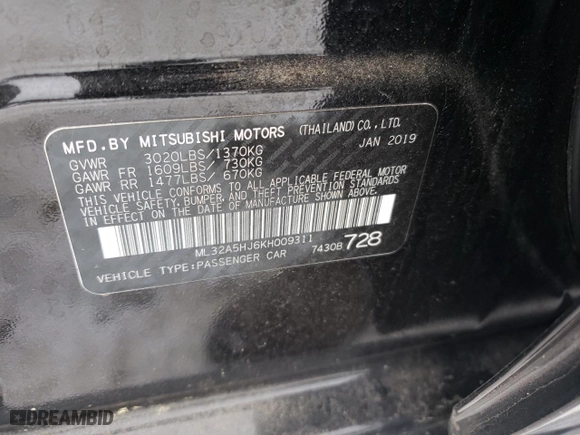 MFD.BY MITSUBISHI MOTORS (THAILAND) CO., LTD.
GVWR 3020LBS/1370KG JAN 2019
GAWR FR 1609LBS/ 730KG
GAWR RR 1477LBS/ 670KG
THIS VEHICLE CONFORMS TO ALL APPLICABLE FEDERAL MOTOR
VEHICLE SAFETY, BUMPER, AND THEFT PREVENTION STANDARDS
IN EFFECT ON THE DATE OF MANUFACTURE SHOWN ABOVE.
ML32A5HJ6KH009311
VEHICLE TYPE:PASSENGER CAR 7430B 728
DREAMBID